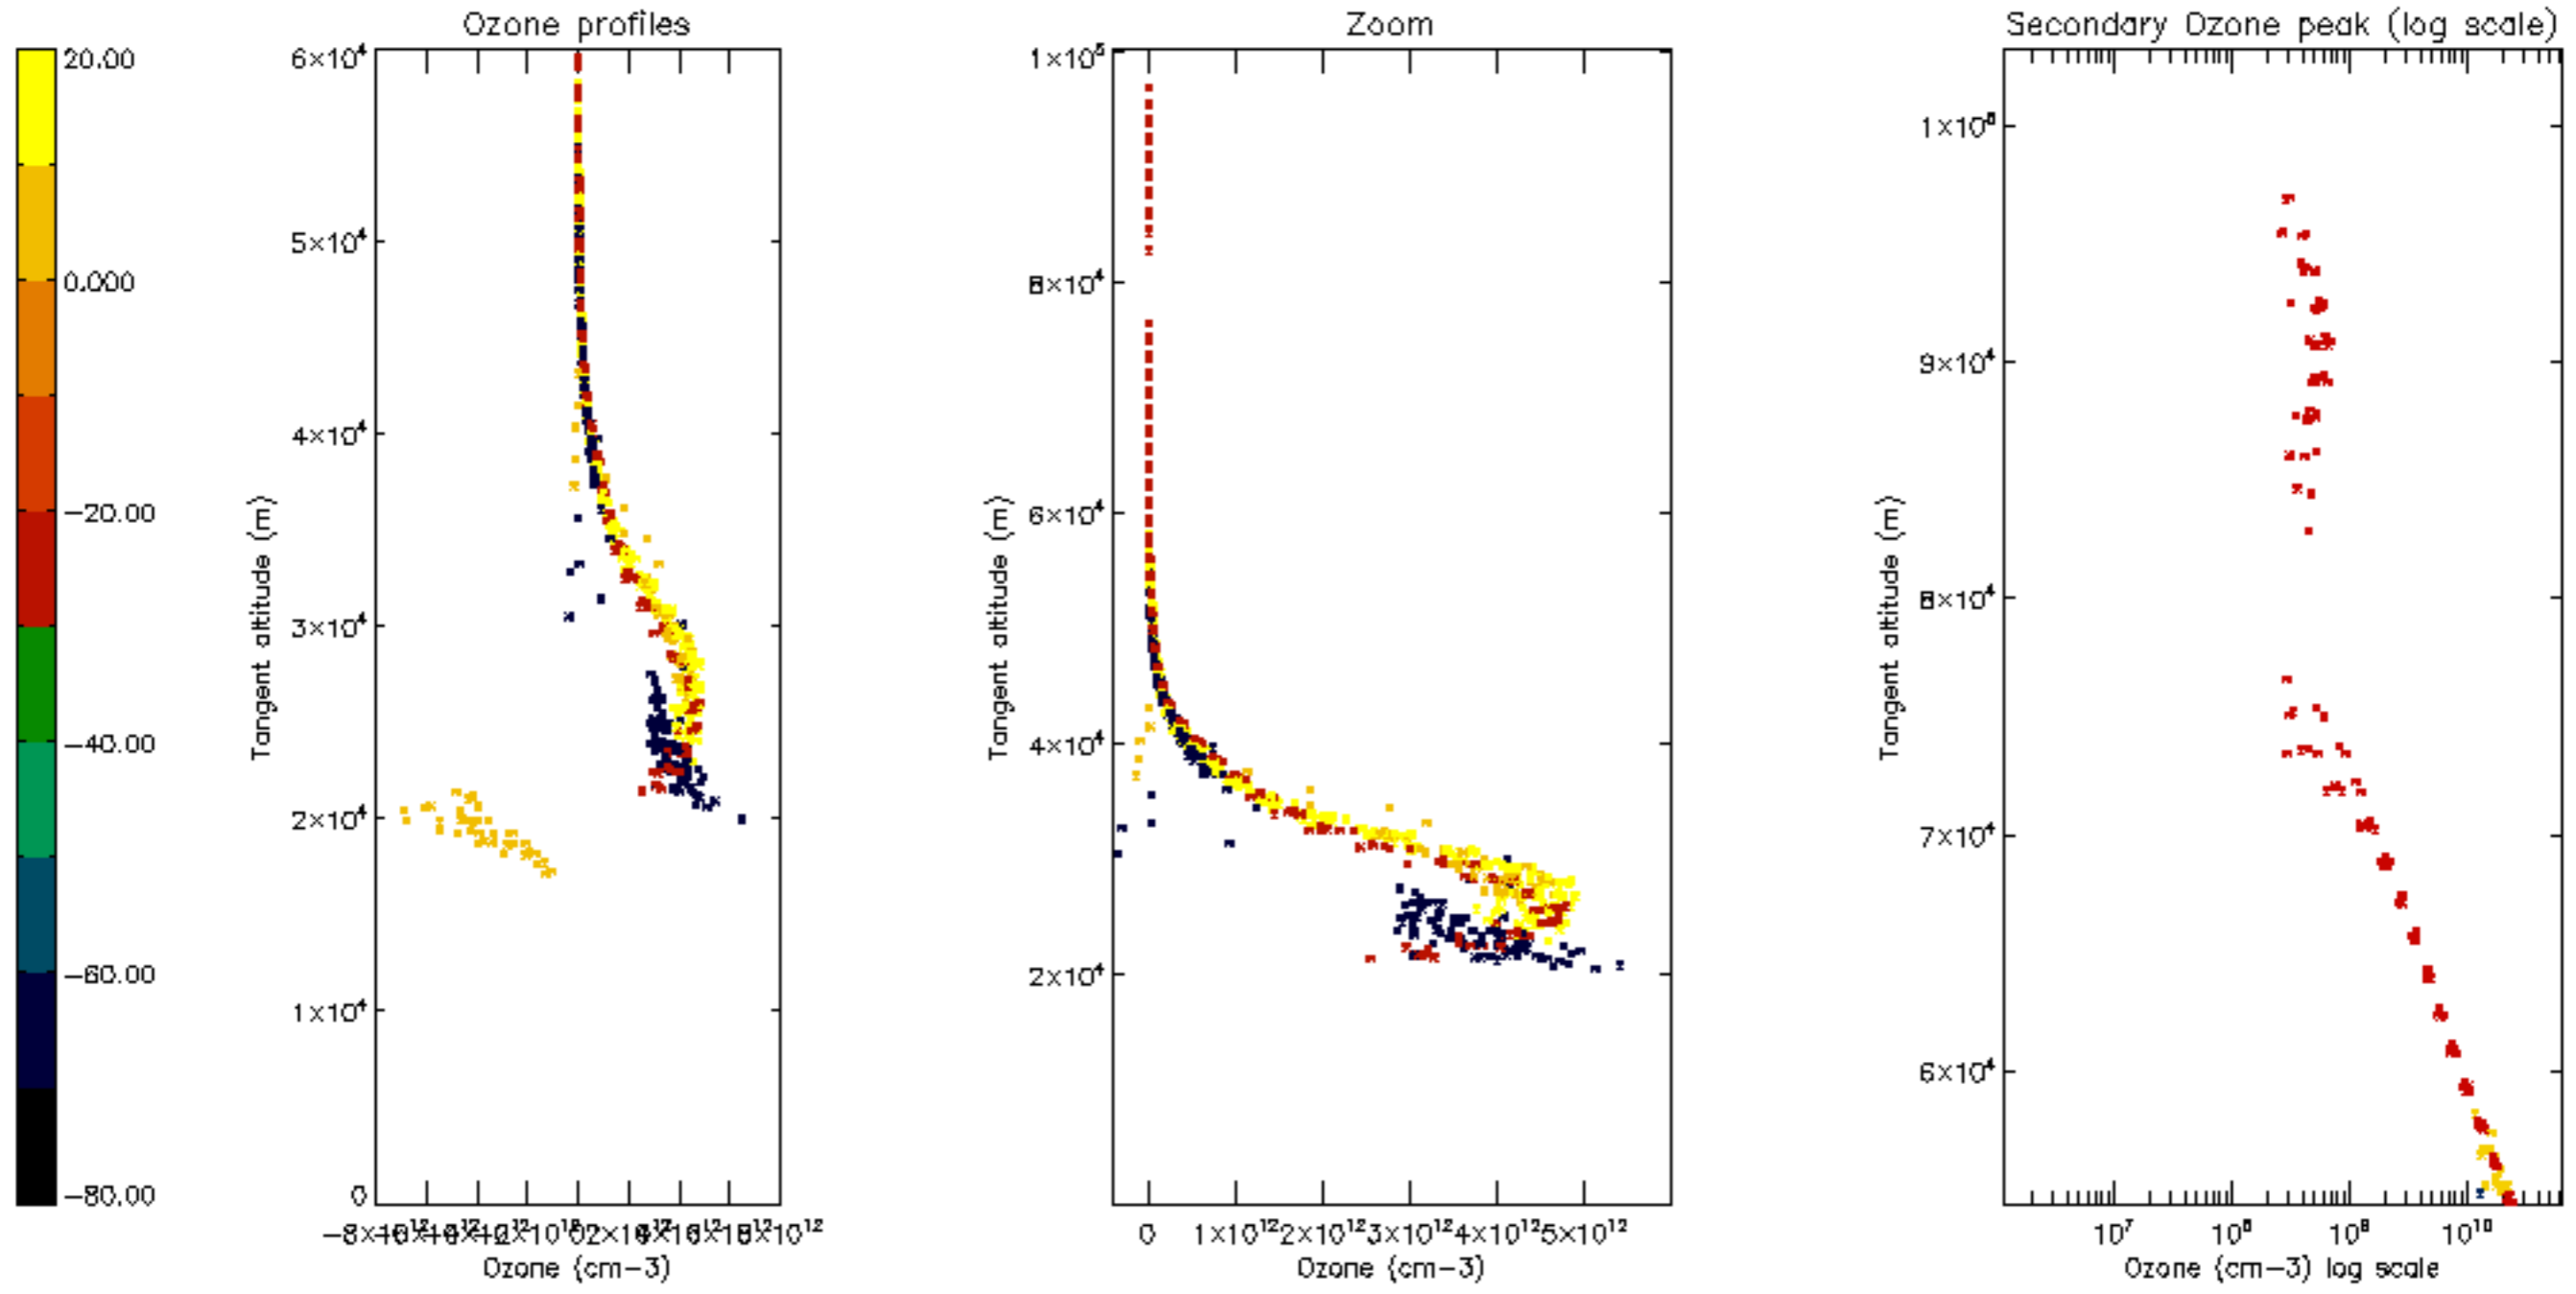 Ozone profiles
Zoom
Secondary Ozone peak (log scale)
20.00
0.000
−20.00
−40.00
−60.00
−80.00
6×10⁴
5×10⁴
4×10⁴
3×10⁴
2×10⁴
1×10⁴
0
Tangent altitude (m)
Ozone (cm−3)
1×10⁵
8×10⁴
6×10⁴
4×10⁴
2×10⁴
Tangent altitude (m)
0 1×10¹² 2×10¹² 3×10¹² 4×10¹² 5×10¹²
Ozone (cm−3)
1×10⁵
9×10⁴
8×10⁴
7×10⁴
6×10⁴
Tangent altitude (m)
10⁷ 10⁸ 10⁹ 10¹⁰
Ozone (cm−3) log scale